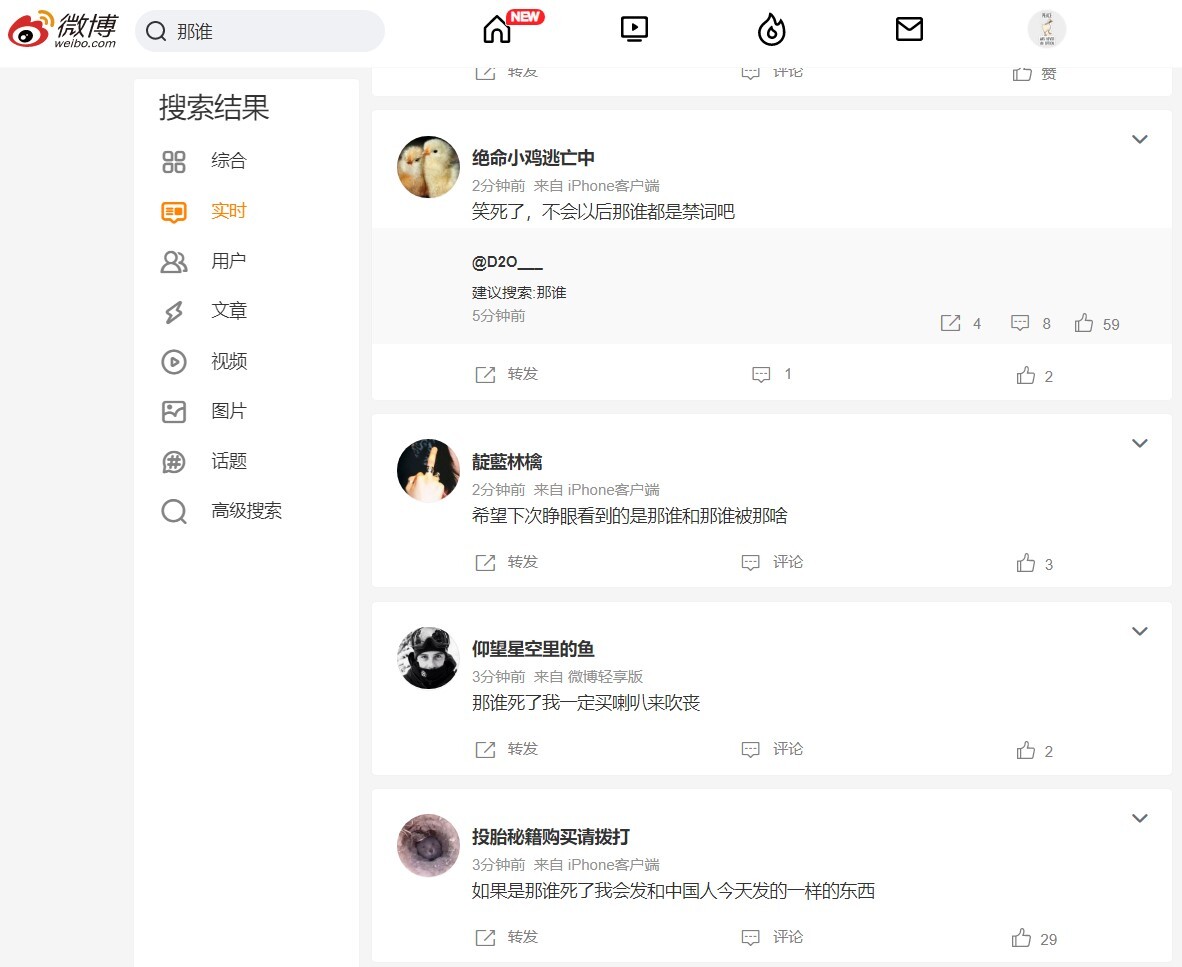 微博
weibo.com
那谁
NEW
转发
评论
赞
搜索结果
综合
实时
用户
文章
视频
图片
话题
高级搜索
绝命小鸡逃亡中
2分钟前 来自 iPhone客户端
笑死了，不会以后那谁都是禁词吧
@D2O___
建议搜索:那谁
5分钟前
4 8 59
转发 1 2
靛藍林檎
2分钟前 来自 iPhone客户端
希望下次睁眼看到的是那谁和那谁被那啥
转发 评论 3
仰望星空里的鱼
3分钟前 来自 微博轻享版
那谁死了我一定买喇叭来吹丧
转发 评论 2
投胎秘籍购买请拨打
3分钟前 来自 iPhone客户端
如果是那谁死了我会发和中国人今天发的一样的东西
转发 评论 29